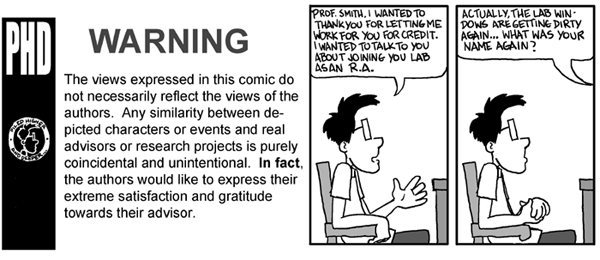 PHD
PILED HIGHER
AND DEEPER
WARNING
The views expressed in this comic do
not necessarily reflect the views of the
authors. Any similarity between de-
picted characters or events and real
advisors or research projects is purely
coincidental and unintentional. In fact,
the authors would like to express their
extreme satisfaction and gratitude
towards their advisor.
PROF. SMITH, I WANTED TO
THANK YOU FOR LETTING ME
WORK FOR YOU FOR CREDIT.
I WANTED TO TALK TO YOU
ABOUT JOINING YOU LAB
AS AN R.A.
ACTUALLY, THE LAB WIN-
DOWS ARE GETTING DIRTY
AGAIN... WHAT WAS YOUR
NAME AGAIN?